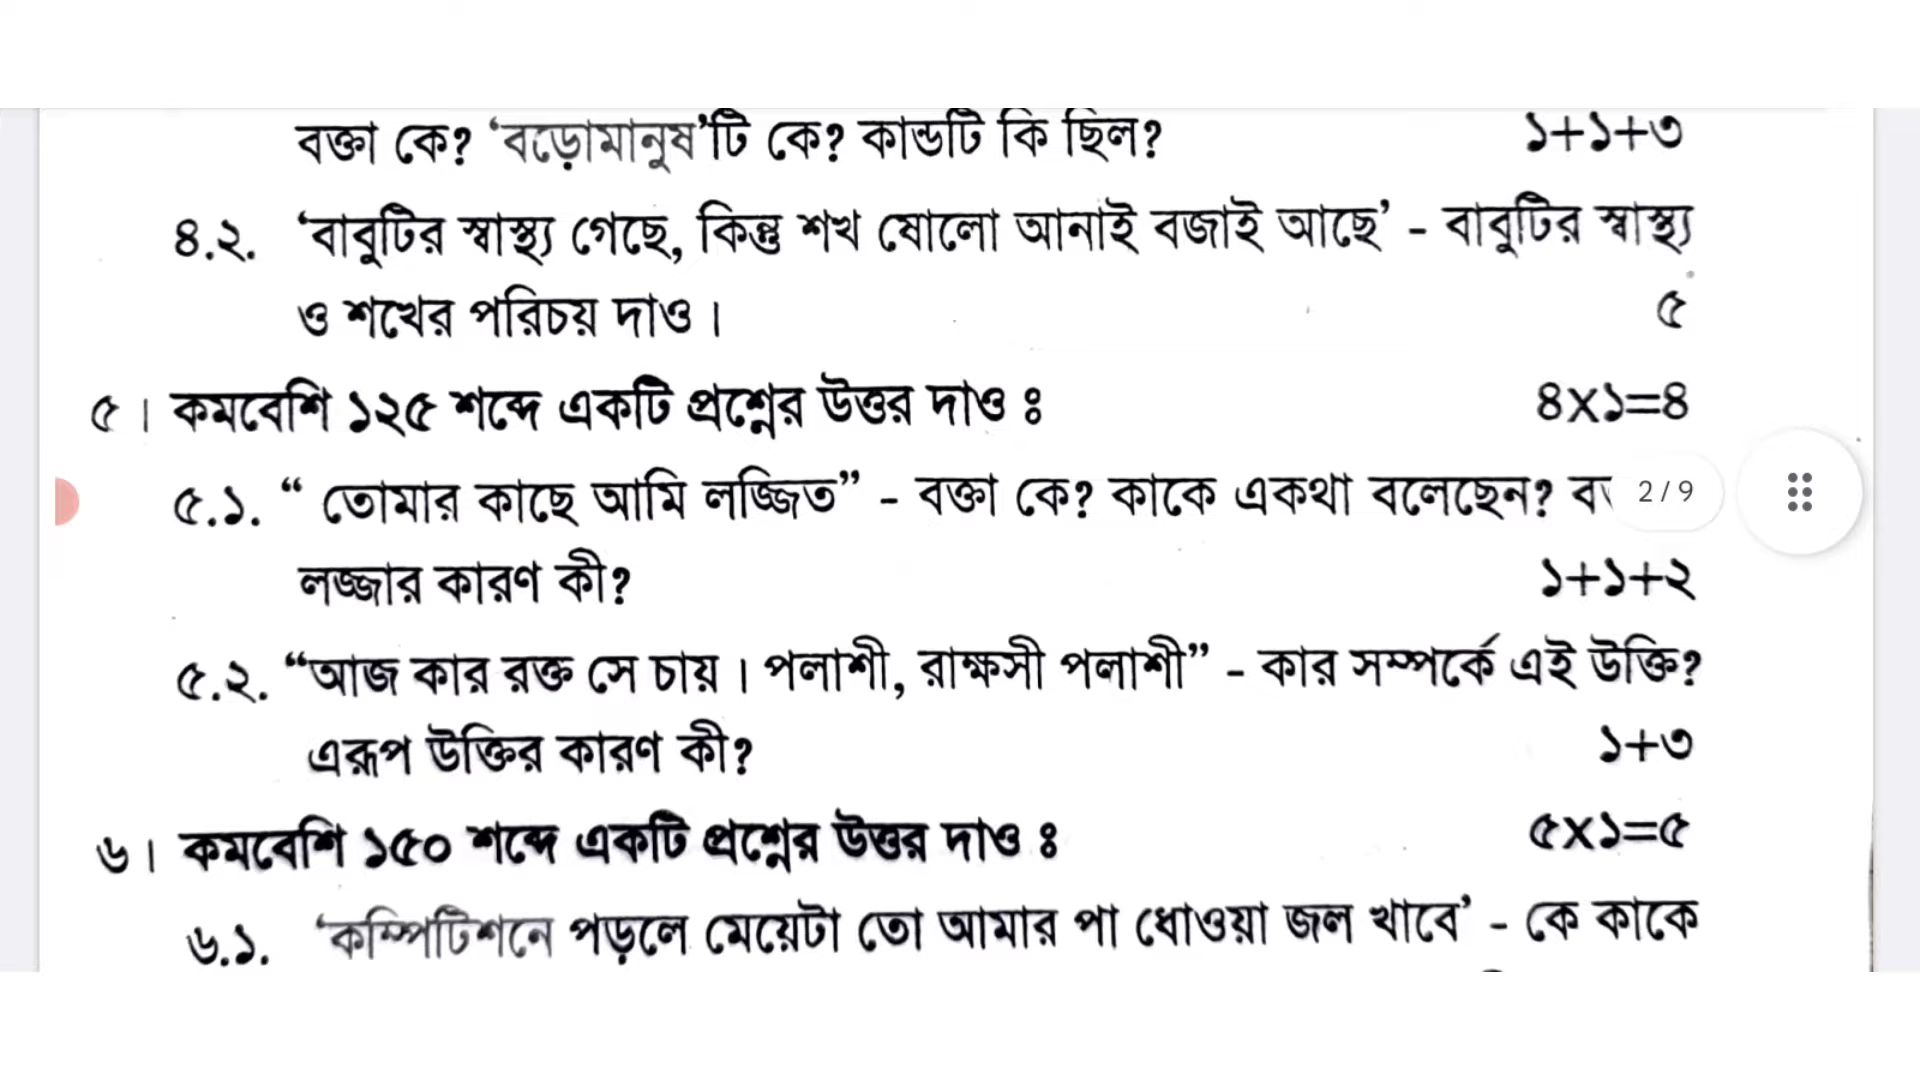 বক্তা কে? ‘বড়োমানুষ’টি কে? কান্ডটি কি ছিল? ১+১+৩
৪.২. ‘বাবুটির স্বাস্থ্য গেছে, কিন্তু শখ ষোলো আনাই বজাই আছে’ - বাবুটির স্বাস্থ্য
ও শখের পরিচয় দাও। ৫
৫। কমবেশি ১২৫ শব্দে একটি প্রশ্নের উত্তর দাও ঃ ৪X১=৪
৫.১. “ তোমার কাছে আমি লজ্জিত” - বক্তা কে? কাকে একথা বলেছেন? 2 / 9
লজ্জার কারণ কী? ১+১+২
৫.২. “আজ কার রক্ত সে চায়। পলাশী, রাক্ষসী পলাশী” - কার সম্পর্কে এই উক্তি?
এরূপ উক্তির কারণ কী? ১+৩
৬। কমবেশি ১৫০ শব্দে একটি প্রশ্নের উত্তর দাও ঃ ৫X১=৫
৬.১. ‘কম্পিটিশনে পড়লে মেয়েটা তো আমার পা ধোওয়া জল খাবে’ - কে কাকে